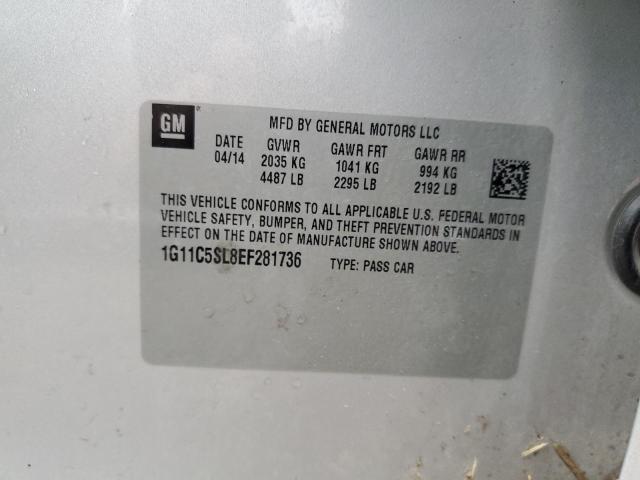 GM
MFD BY GENERAL MOTORS LLC
DATE GVWR GAWR FRT GAWR RR
04/14 2035 KG 1041 KG 994 KG
4487 LB 2295 LB 2192 LB
THIS VEHICLE CONFORMS TO ALL APPLICABLE U.S. FEDERAL MOTOR
VEHICLE SAFETY, BUMPER, AND THEFT PREVENTION STANDARDS IN
EFFECT ON THE DATE OF MANUFACTURE SHOWN ABOVE.
1G11C5SL8EF281736 TYPE: PASS CAR